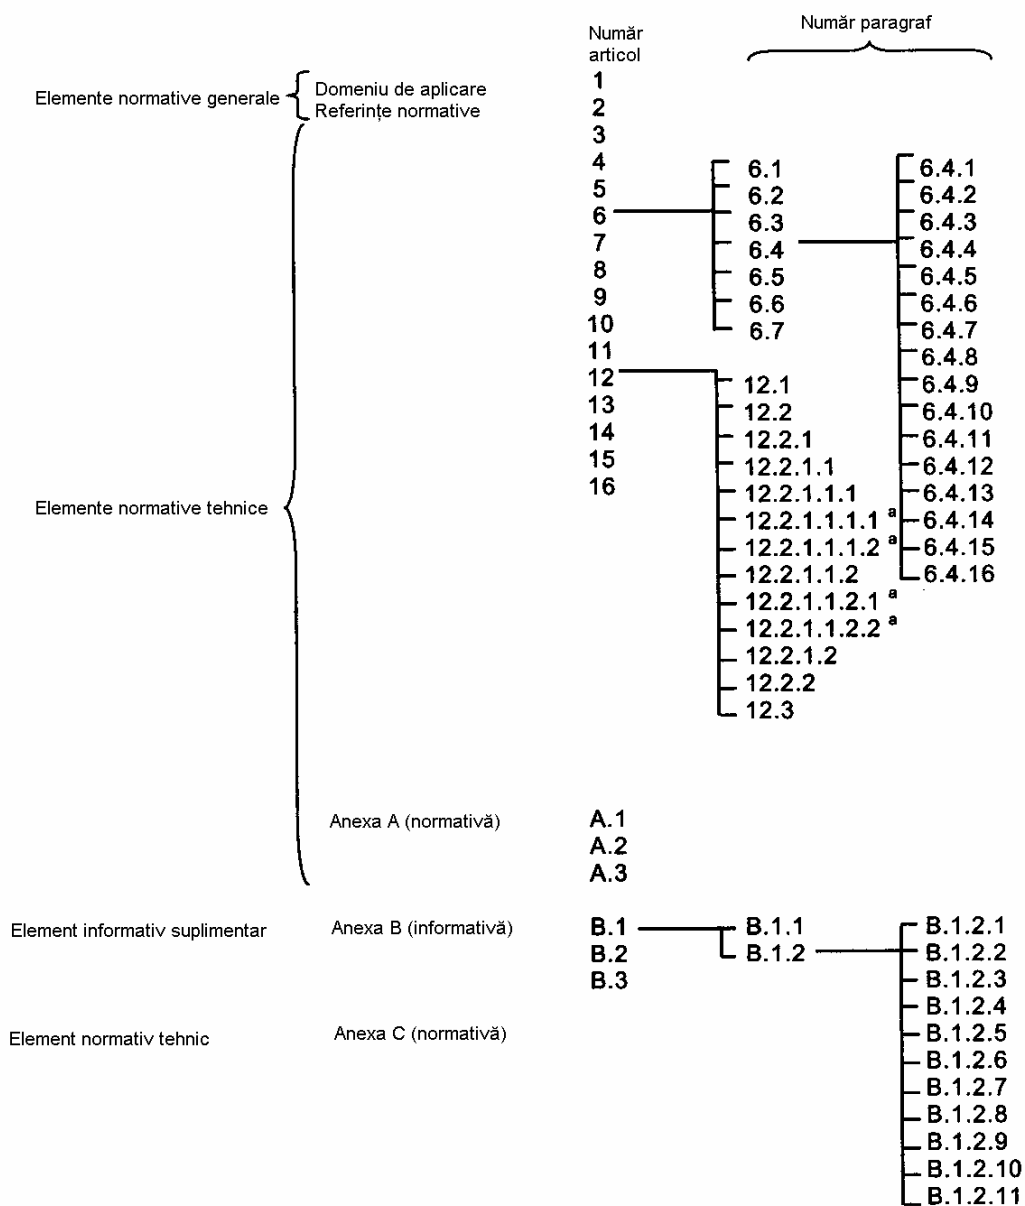 Număr paragraf
Număr
articol
Elemente normative generale
Domeniu de aplicare
Referințe normative
1
2
3
4
5
6
7
8
9
10
11
12
13
14
15
16
6.1
6.2
6.3
6.4
6.5
6.6
6.7
6.4.1
6.4.2
6.4.3
6.4.4
6.4.5
6.4.6
6.4.7
6.4.8
6.4.9
6.4.10
6.4.11
6.4.12
6.4.13
6.4.14
6.4.15
6.4.16
Elemente normative tehnice
12.1
12.2
12.2.1
12.2.1.1
12.2.1.1.1
12.2.1.1.1.1 a
12.2.1.1.1.2 a
12.2.1.1.2
12.2.1.1.2.1 a
12.2.1.1.2.2 a
12.2.1.2
12.2.2
12.3
Anexa A (normativă)
A.1
A.2
A.3
Element informativ suplimentar
Anexa B (informativă)
B.1
B.2
B.3
B.1.1
B.1.2
B.1.2.1
B.1.2.2
B.1.2.3
B.1.2.4
B.1.2.5
B.1.2.6
B.1.2.7
B.1.2.8
B.1.2.9
B.1.2.10
B.1.2.11
Element normativ tehnic
Anexa C (normativă)